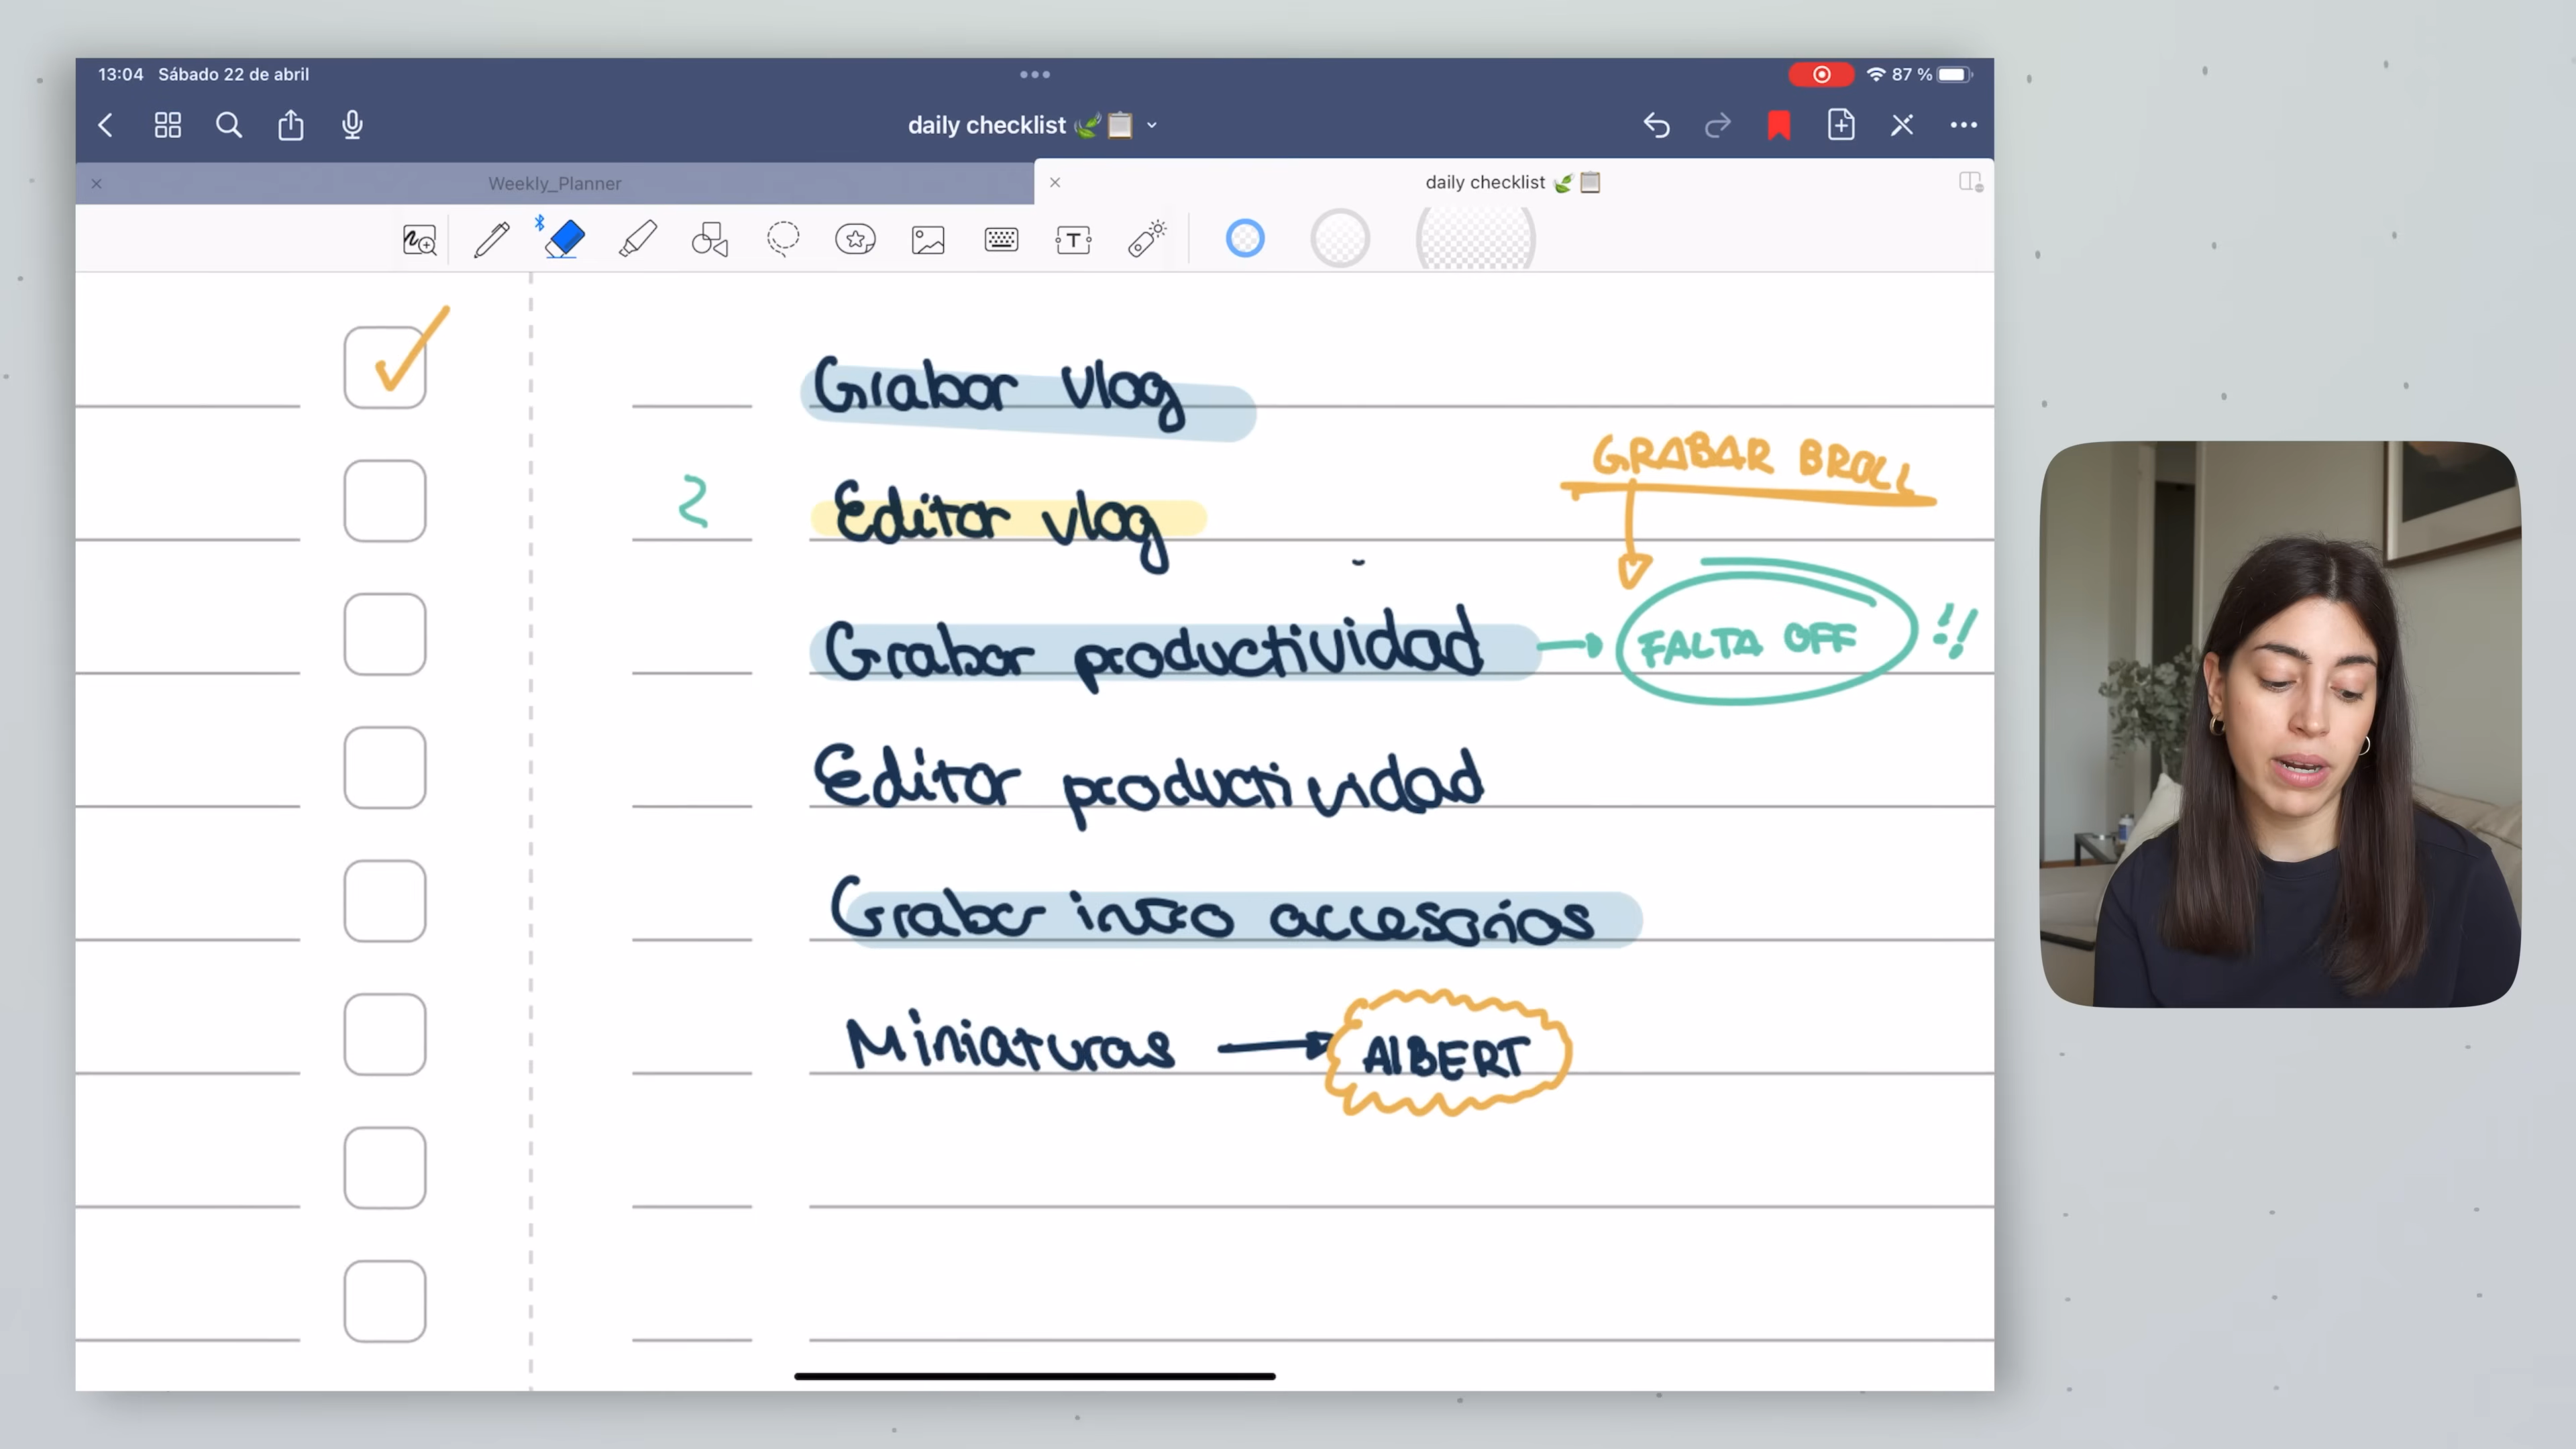 13:04 Sábado 22 de abril
87 %
daily checklist 🌿📋
Weekly_Planner
daily checklist 🌿📋
Grabar vlog
GRABAR BROLL
2 Editar vlog
Grabar productividad → FALTA OFF !!
Editar productividad
Grabar intro accesorios
Miniaturas → AlBERT